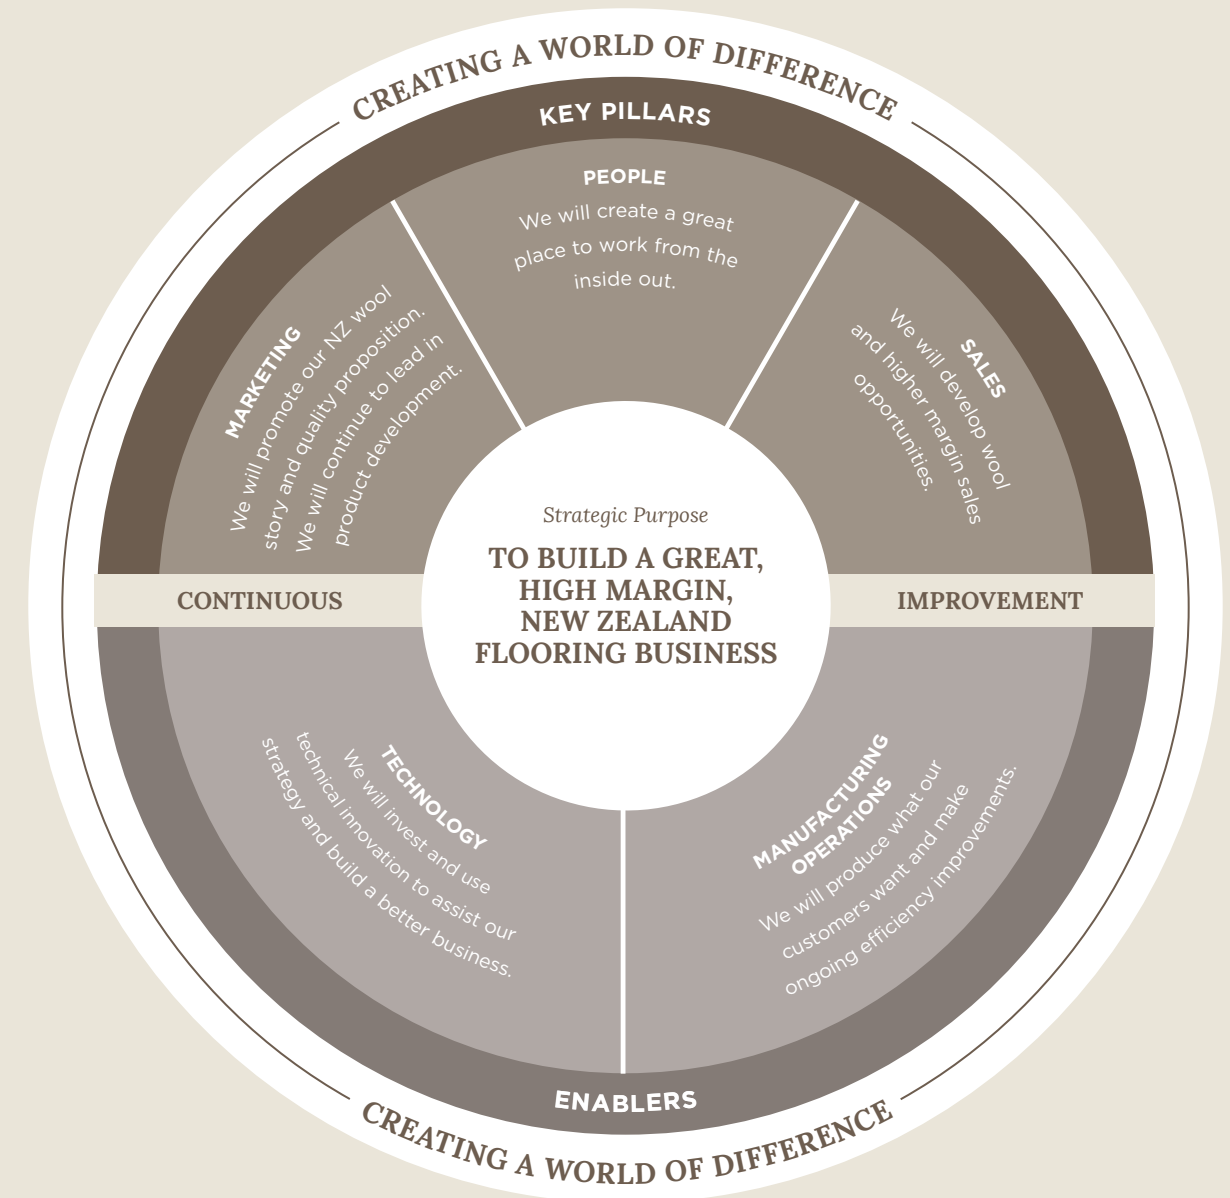 CREATING A WORLD OF DIFFERENCE
KEY PILLARS
PEOPLE
We will create a great
place to work from the
inside out.
MARKETING
We will promote our NZ wool
story and quality proposition.
We will continue to lead in
product development.
SALES
We will develop wool
and higher margin sales
opportunities.
Strategic Purpose
TO BUILD A GREAT,
HIGH MARGIN,
NEW ZEALAND
FLOORING BUSINESS
CONTINUOUS
IMPROVEMENT
TECHNOLOGY
We will invest and use
technical innovation to assist our
strategy and build a better business.
MANUFACTURING
OPERATIONS
We will produce what our
customers want and make
ongoing efficiency improvements.
ENABLERS
CREATING A WORLD OF DIFFERENCE